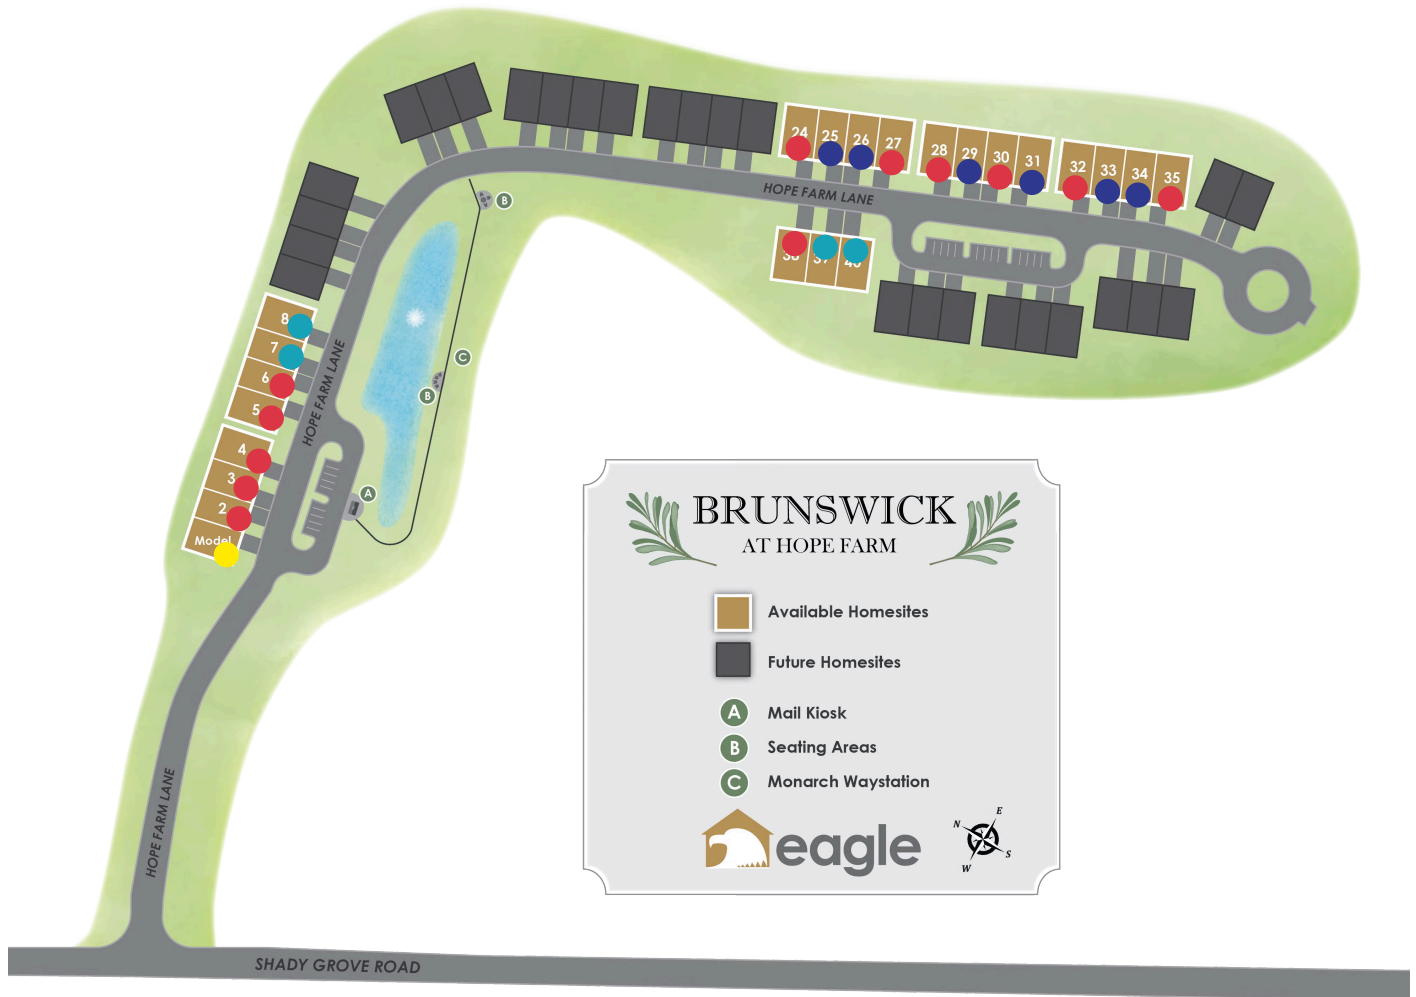 24
25
26
27
28
29
30
31
32
33
34
35
HOPE FARM LANE
B
8
7
6
5
HOPE FARM LANE
C
B
4
3
2
Model
A
BRUNSWICK
AT HOPE FARM
Available Homesites
Future Homesites
A Mail Kiosk
B Seating Areas
C Monarch Waystation
eagle
N
E
S
W
HOPE FARM LANE
SHADY GROVE ROAD